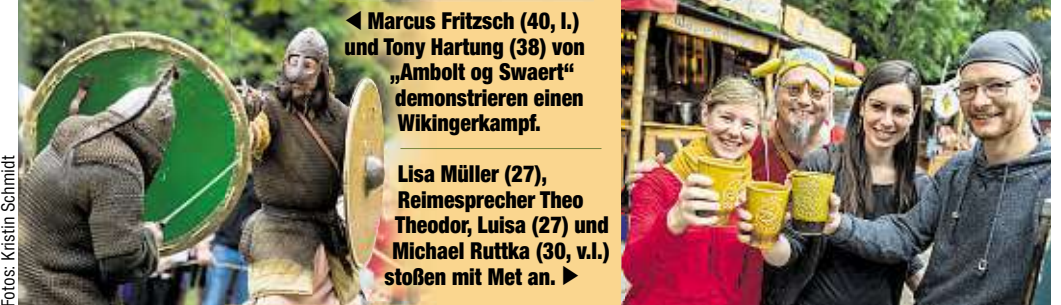 ◀ Marcus Fritzsch (40, l.)
und Tony Hartung (38) von
„Ambolt og Swaert“
demonstrieren einen
Wikingerkampf.
Lisa Müller (27),
Reimesprecher Theo
Theodor, Luisa (27) und
Michael Ruttka (30, v.l.)
stoßen mit Met an. ▶
Fotos: Kristin Schmidt